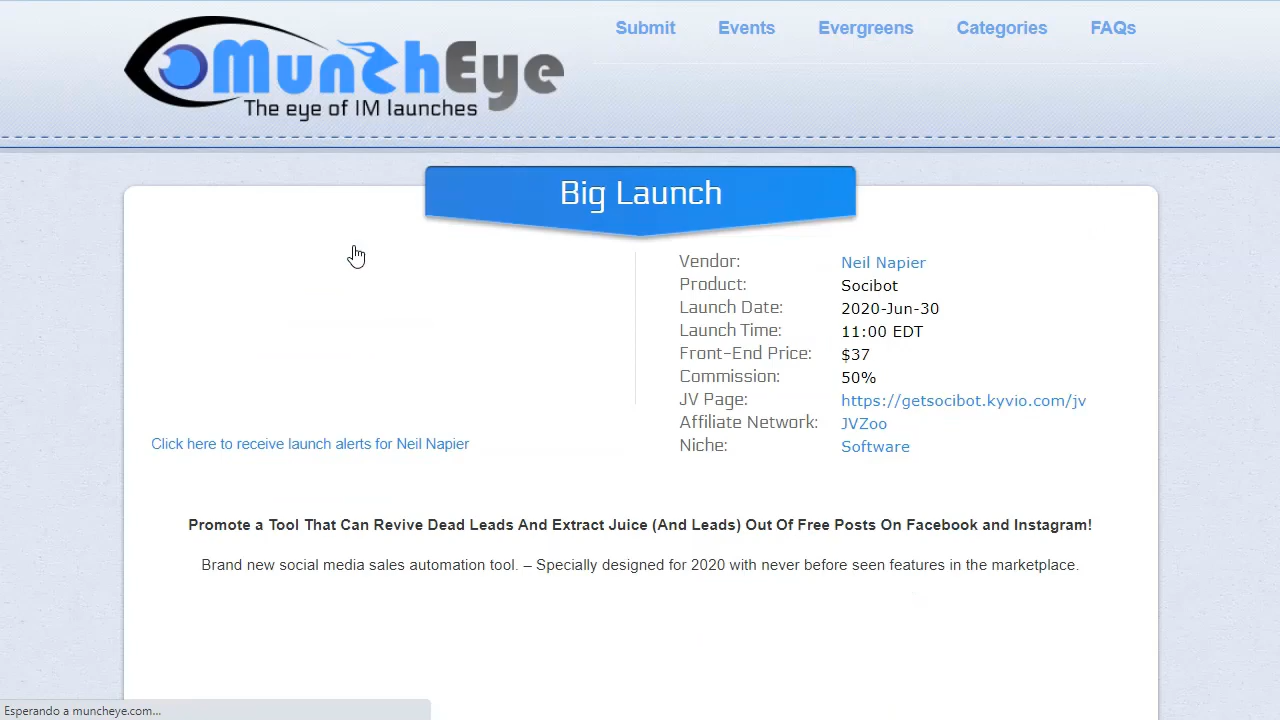 Submit Events Evergreens Categories FAQs
MunchEye
The eye of IM launches
Big Launch
Vendor: Neil Napier
Product: Socibot
Launch Date: 2020-Jun-30
Launch Time: 11:00 EDT
Front-End Price: $37
Commission: 50%
JV Page: https://getsocibot.kyvio.com/jv
Affiliate Network: JVZoo
Niche: Software
Click here to receive launch alerts for Neil Napier
Promote a Tool That Can Revive Dead Leads And Extract Juice (And Leads) Out Of Free Posts On Facebook and Instagram!
Brand new social media sales automation tool. – Specially designed for 2020 with never before seen features in the marketplace.
Esperando a muncheye.com...